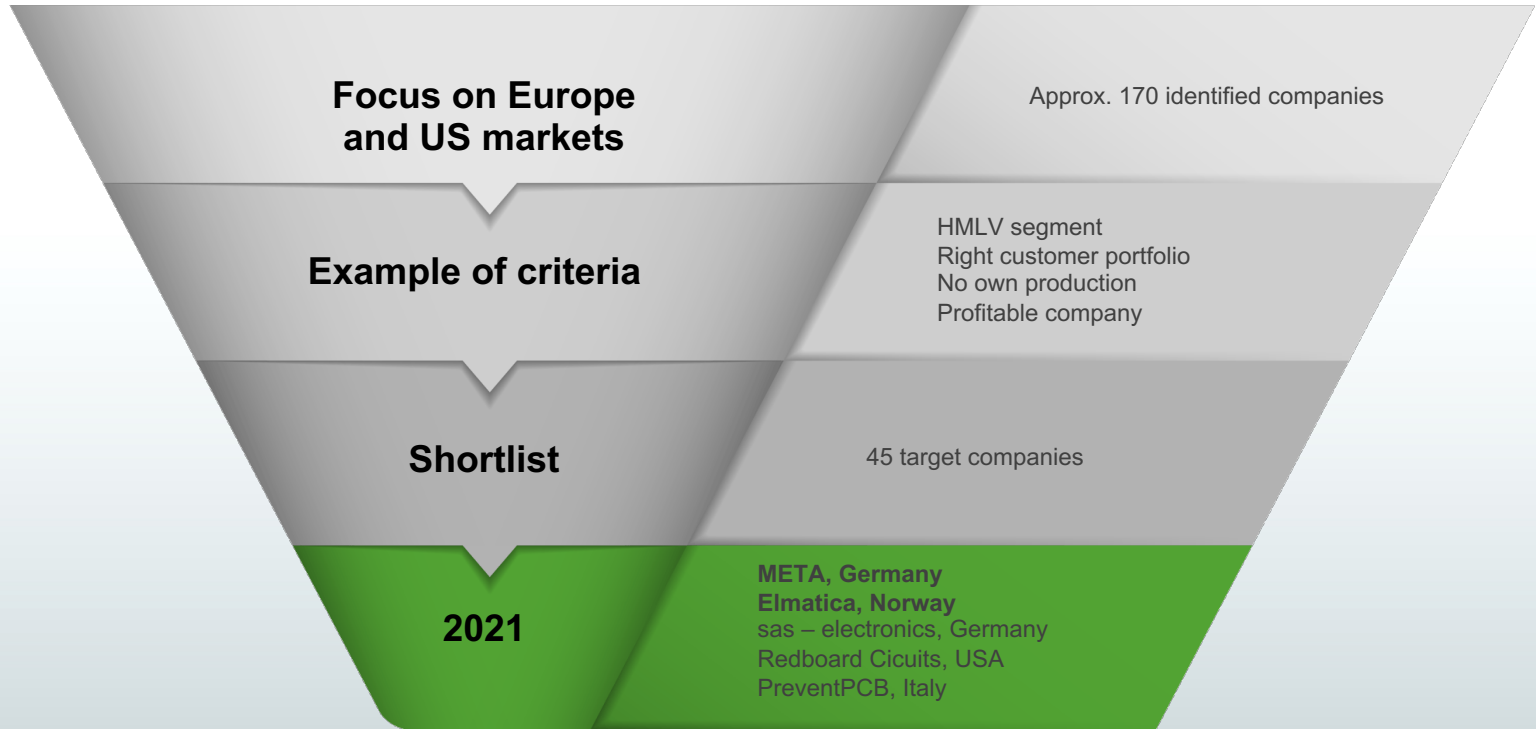 Focus on Europe
and US markets
Approx. 170 identified companies
Example of criteria
HMLV segment
Right customer portfolio
No own production
Profitable company
Shortlist
45 target companies
2021
META, Germany
Elmatica, Norway
sas – electronics, Germany
Redboard Cicuits, USA
PreventPCB, Italy